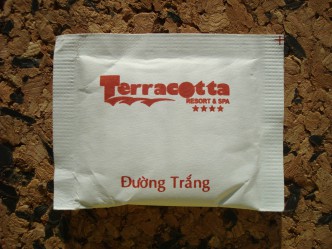 Terracotta
RESORT & SPA
★★★★
Đường Trắng